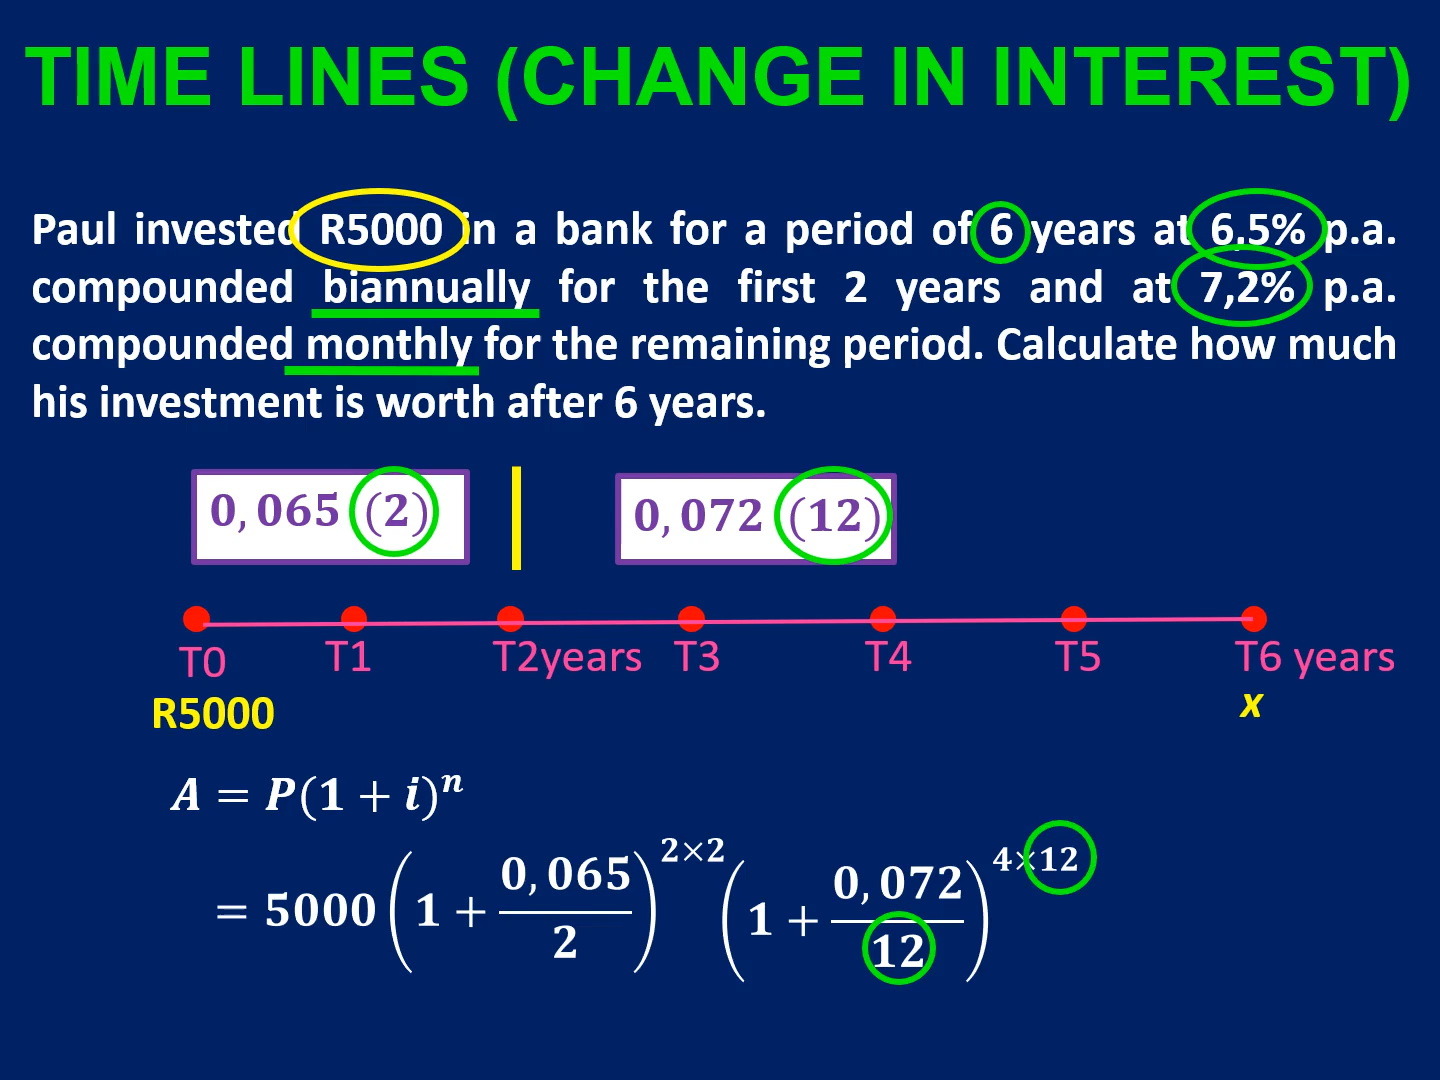 TIME LINES (CHANGE IN INTEREST)
Paul invested R5000 in a bank for a period of 6 years at 6,5% p.a.
compounded biannually for the first 2 years and at 7,2% p.a.
compounded monthly for the remaining period. Calculate how much
his investment is worth after 6 years.
0,065 (2) 0,072 (12)
T0 T1 T2years T3 T4 T5 T6 years
R5000 x
A = P(1 + i)^n
= 5000(1 + 0,065/2)^2×2 (1 + 0,072/12)^4×12